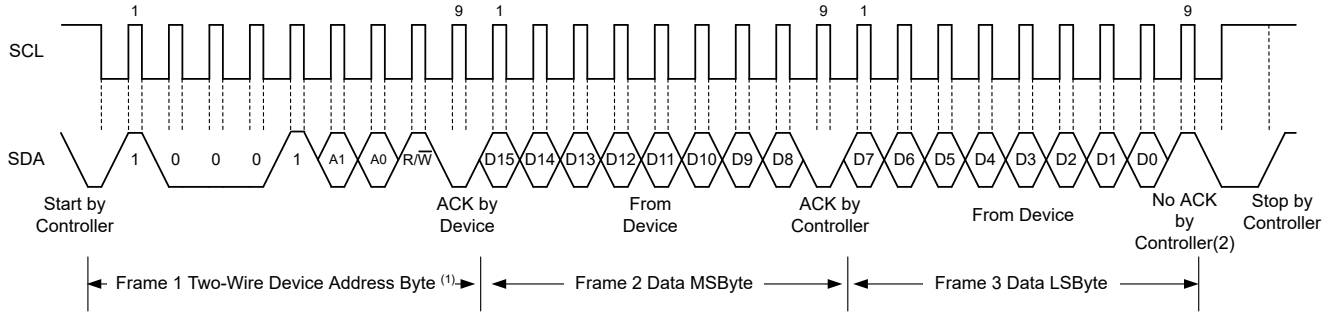 1 9 1 9 1 9
SCL
SDA
1 0 0 0 1 A1 A0 R/W̅ D15 D14 D13 D12 D11 D10 D9 D8 D7 D6 D5 D4 D3 D2 D1 D0
Start by
Controller
ACK by
Device
From
Device
ACK by
Controller
From Device
No ACK
by
Controller(2)
Stop by
Controller
Frame 1 Two-Wire Device Address Byte (1)
Frame 2 Data MSByte
Frame 3 Data LSByte